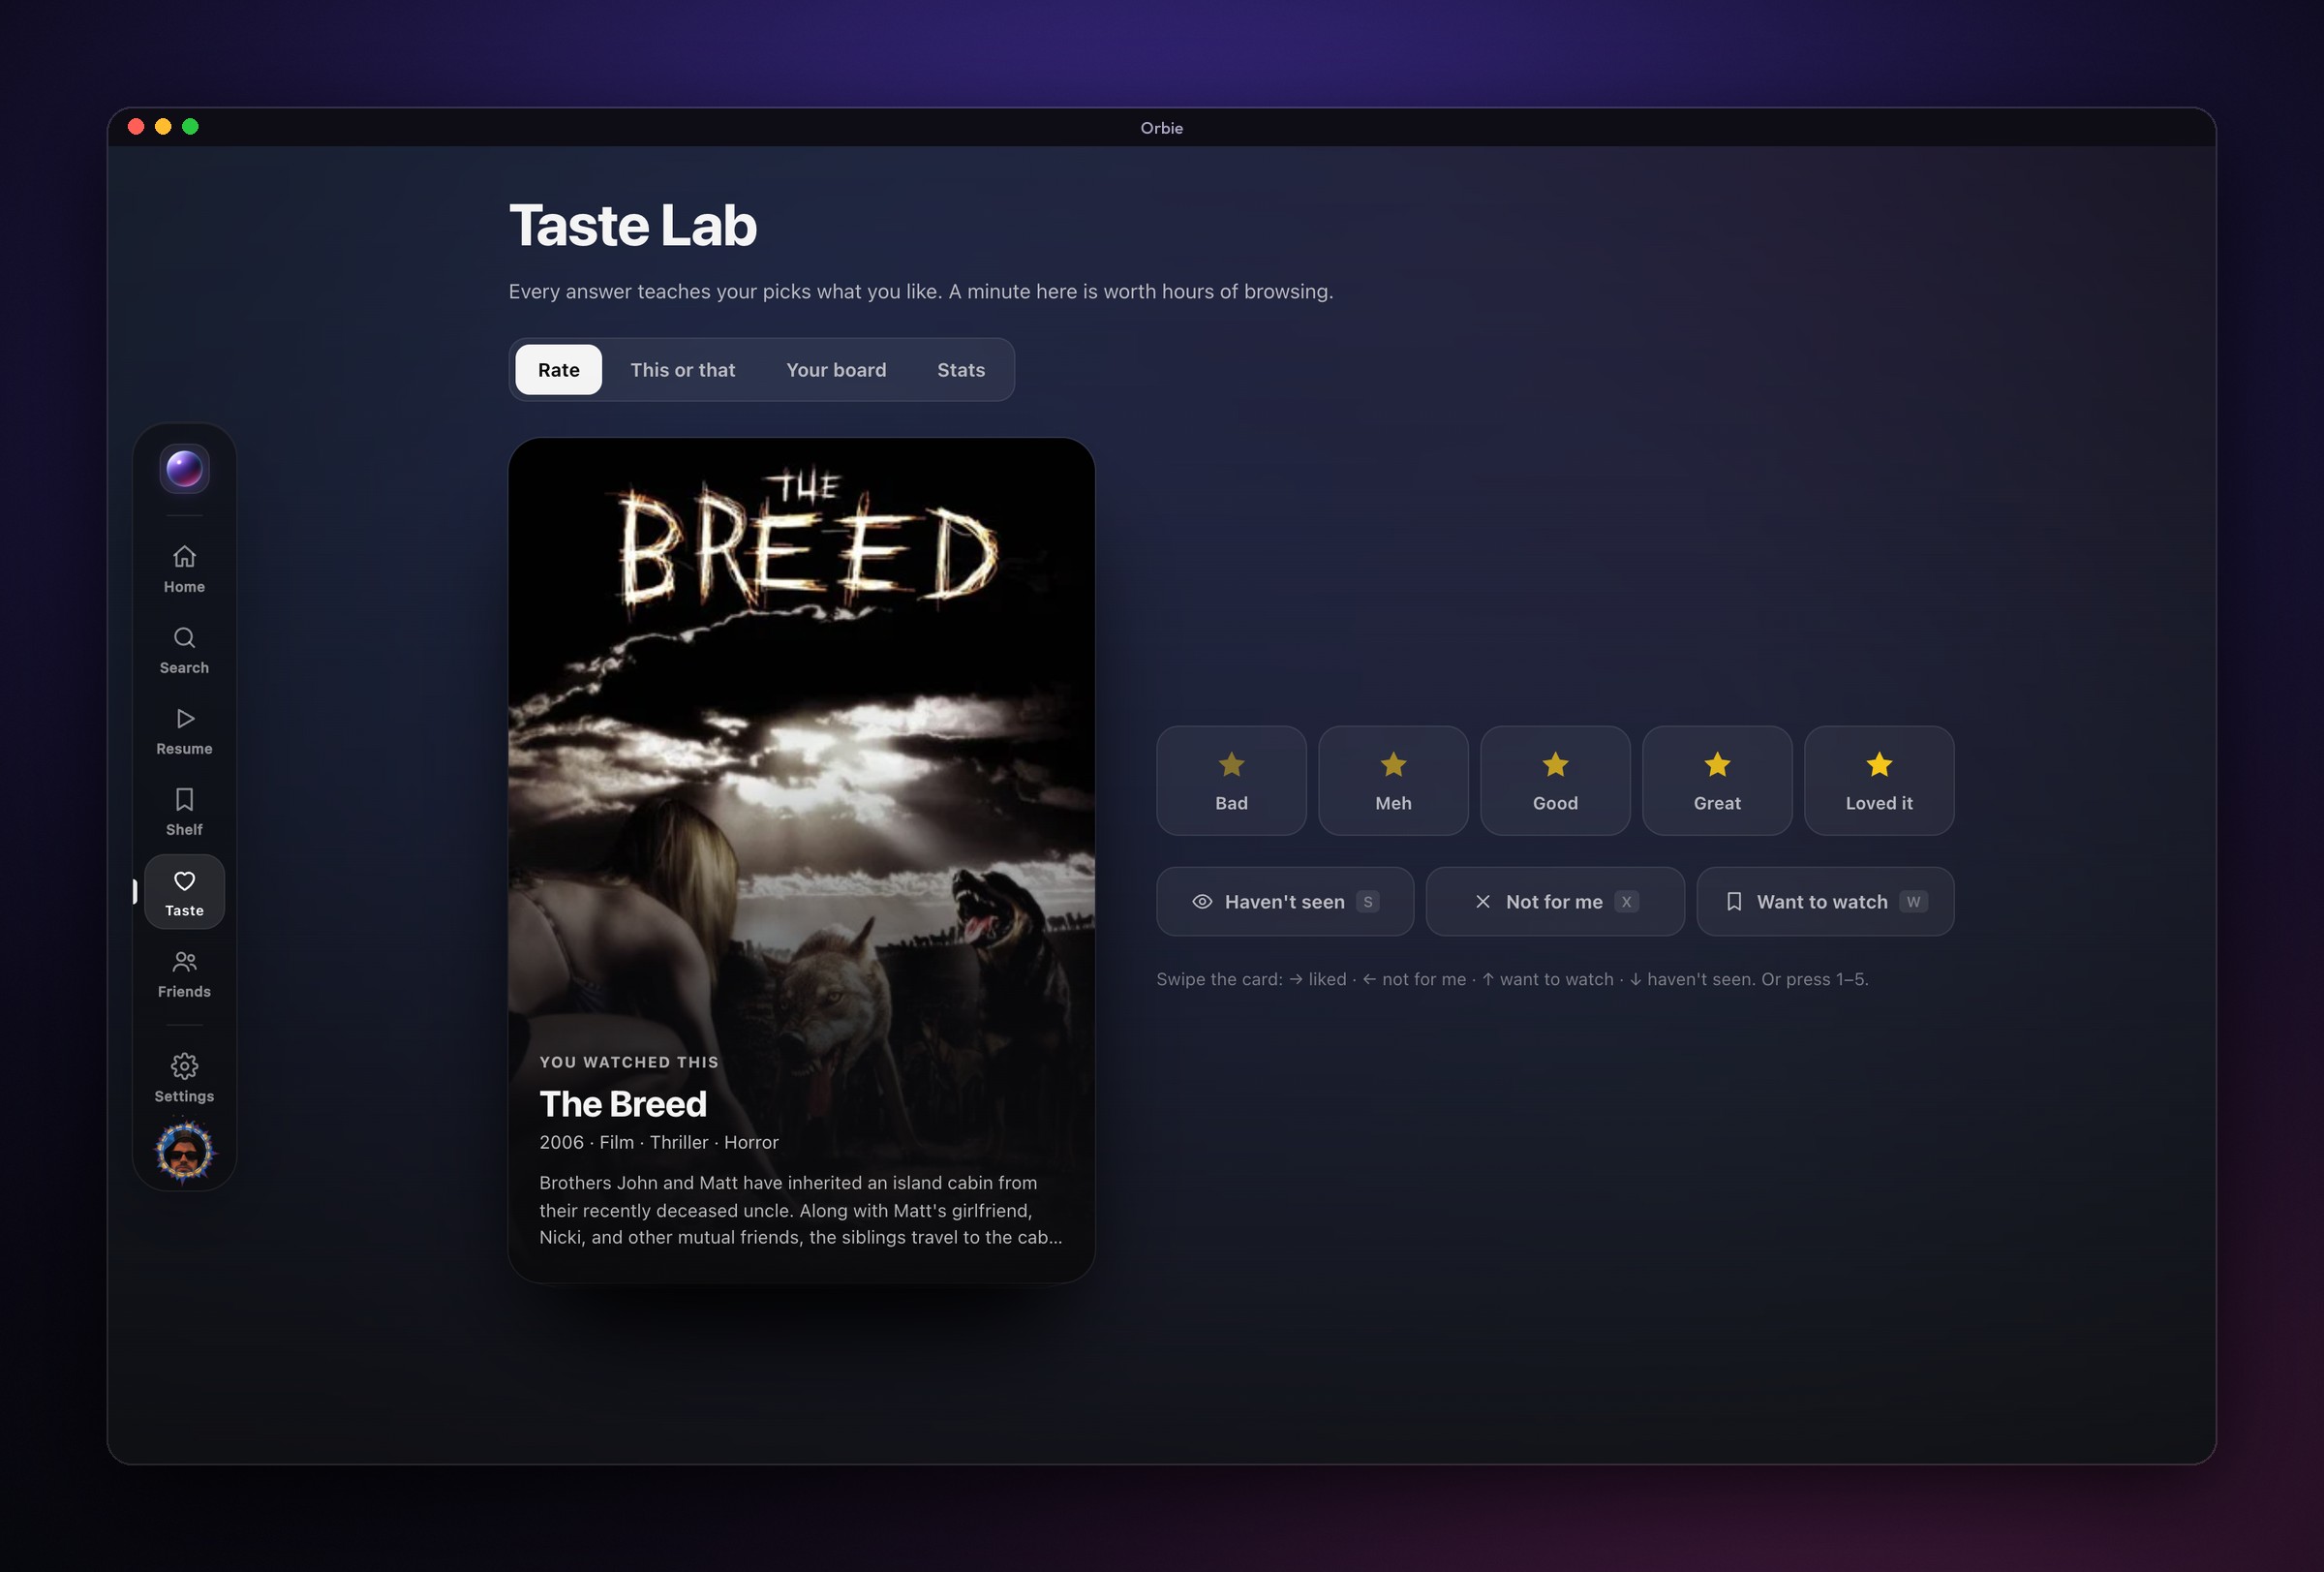 Orbie
Taste Lab
Every answer teaches your picks what you like. A minute here is worth hours of browsing.
Rate This or that Your board Stats
Home
Search
Resume
Shelf
Taste
Friends
Settings
THE
BREED
YOU WATCHED THIS
The Breed
2006 · Film · Thriller · Horror
Brothers John and Matt have inherited an island cabin from
their recently deceased uncle. Along with Matt's girlfriend,
Nicki, and other mutual friends, the siblings travel to the cab...
Bad Meh Good Great Loved it
Haven't seen S Not for me X Want to watch W
Swipe the card: → liked · ← not for me · ↑ want to watch · ↓ haven't seen. Or press 1–5.